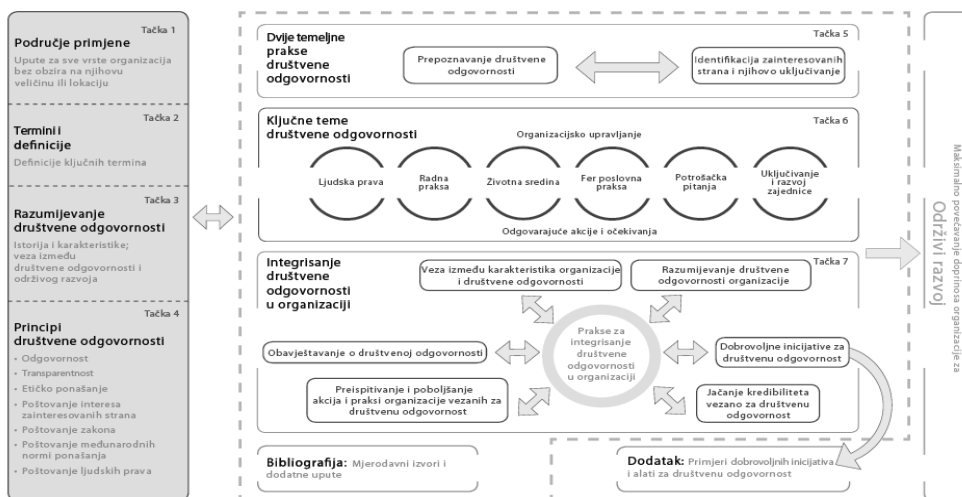 Tačka 1
Područje primjene
Upute za sve vrste organizacija
bez obzira na njihovu
veličinu ili lokaciju
Tačka 2
Termini i
definicije
Definicije ključnih termina
Tačka 3
Razumijevanje
društvene odgovornosti
Istorija i karakteristike;
veza između
društvene odgovornosti i
održivog razvoja
Tačka 4
Principi
društvene odgovornosti
• Odgovornost
• Transparentnost
• Etičko ponašanje
• Poštovanje interesa
zainteresovanih strana
• Poštovanje zakona
• Poštovanje međunarodnih
normi ponašanja
• Poštovanje ljudskih prava
Dvije temeljne
prakse
društvene
odgovornosti
Tačka 5
Prepoznavanje društvene
odgovornosti
Identifikacija zainteresovanih
strana i njihovo uključivanje
Ključne teme
društvene odgovornosti
Tačka 6
Organizacijsko upravljanje
Ljudska prava
Radna
praksa
Životna sredina
Fer poslovna
praksa
Potrošačka
pitanja
Uključivanje
i razvoj
zajednice
Odgovarajuće akcije i očekivanja
Integrisanje
društvene
odgovornosti
u organizaciji
Tačka 7
Veza između karakteristika organizacije
i društvene odgovornosti
Razumijevanje društvene
odgovornosti organizacije
Prakse za
integrisanje
društvene
odgovornosti
u organizaciji
Obavještavanje o društvenoj odgovornosti
Dobrovoljne inicijative za
društvenu odgovornost
Preispitivanje i poboljšanje
akcija i praksi organizacije vezanih za
društvenu odgovornost
Jačanje kredibiliteta
vezano za društvenu
odgovornost
Bibliografija: Mjerodavni izvori i
dodatne upute
Dodatak: Primjeri dobrovoljnih inicijativa
i alati za društvenu odgovornost
Održivi razvoj
Maksimalno povećavanje doprinosa organizacije za